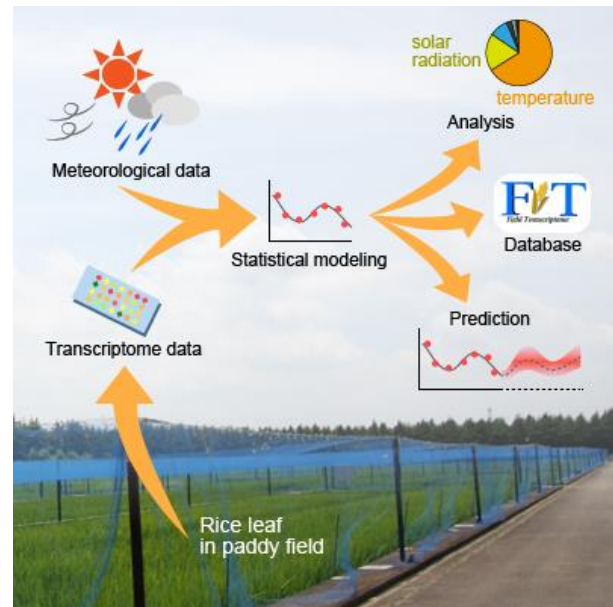 solar
radiation
temperature
Analysis
Meteorological data
FiT
Field Transcriptome
Database
Statistical modeling
Prediction
Transcriptome data
Rice leaf
in paddy field